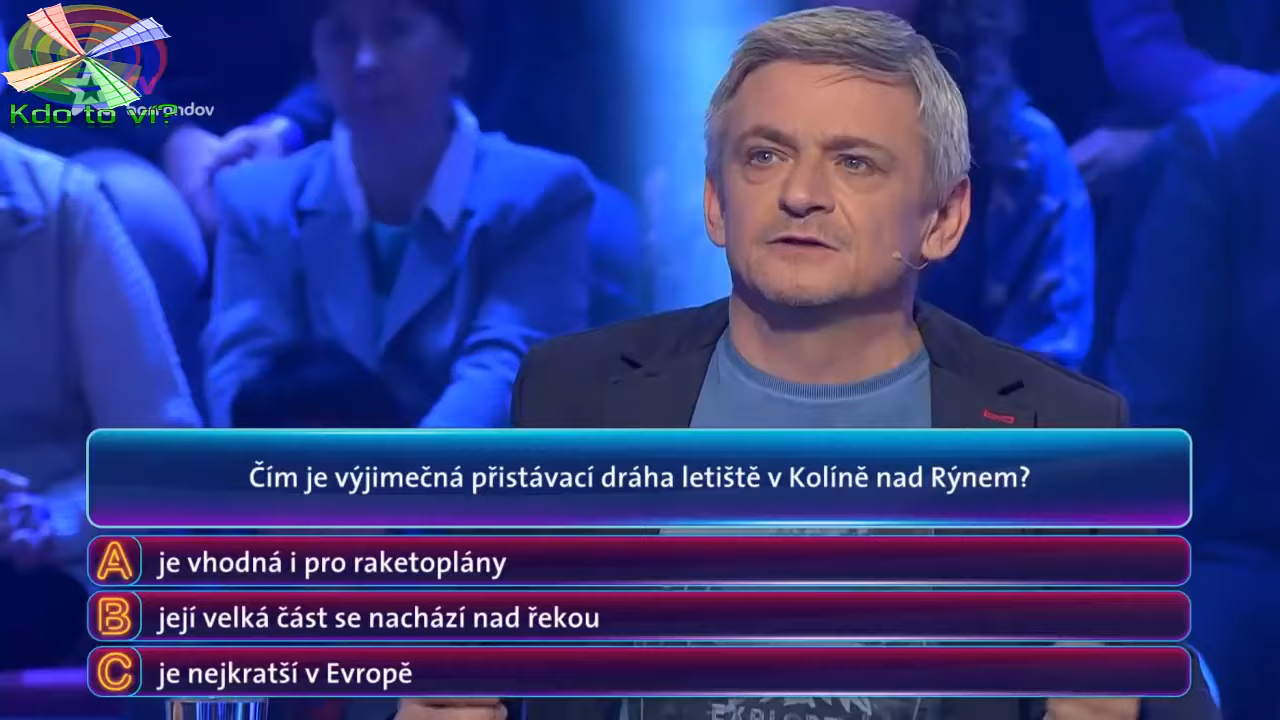 Kdo to ví?
Čím je výjimečná přistávací dráha letiště v Kolíně nad Rýnem?
A je vhodná i pro raketoplány
B její velká část se nachází nad řekou
C je nejkratší v Evropě